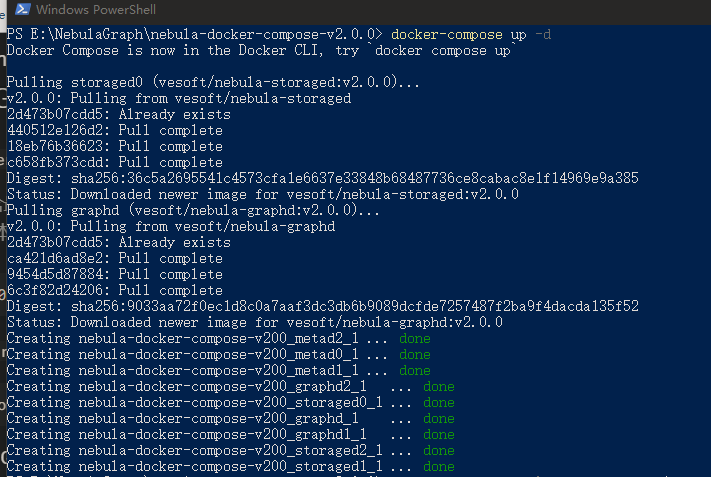 Windows PowerShell
PS E:\NebulaGraph\nebula-docker-compose-v2.0.0> docker-compose up -d
Docker Compose is now in the Docker CLI, try `docker compose up`
Pulling storaged0 (vesoft/nebula-storaged:v2.0.0)...
v2.0.0: Pulling from vesoft/nebula-storaged
2d473b07cdd5: Already exists
440512e126d2: Pull complete
18eb76b36623: Pull complete
c658fb373cdd: Pull complete
Digest: sha256:36c5a2695541c4573cfa1e6637e33848b68487736ce8cabac8e1f14969e9a385
Status: Downloaded newer image for vesoft/nebula-storaged:v2.0.0
Pulling graphd (vesoft/nebula-graphd:v2.0.0)...
v2.0.0: Pulling from vesoft/nebula-graphd
2d473b07cdd5: Already exists
ca421d6ad8e2: Pull complete
9454d5d87884: Pull complete
6c3f82d24206: Pull complete
Digest: sha256:9033aa72f0ec1d8c0a7aaf3dc3db6b9089dcfde7257487f2ba9f4dacda135f52
Status: Downloaded newer image for vesoft/nebula-graphd:v2.0.0
Creating nebula-docker-compose-v200_metad2_1 ... done
Creating nebula-docker-compose-v200_metad0_1 ... done
Creating nebula-docker-compose-v200_metad1_1 ... done
Creating nebula-docker-compose-v200_graphd2_1 ... done
Creating nebula-docker-compose-v200_storaged0_1 ... done
Creating nebula-docker-compose-v200_graphd_1 ... done
Creating nebula-docker-compose-v200_graphd1_1 ... done
Creating nebula-docker-compose-v200_storaged2_1 ... done
Creating nebula-docker-compose-v200_storaged1_1 ... done